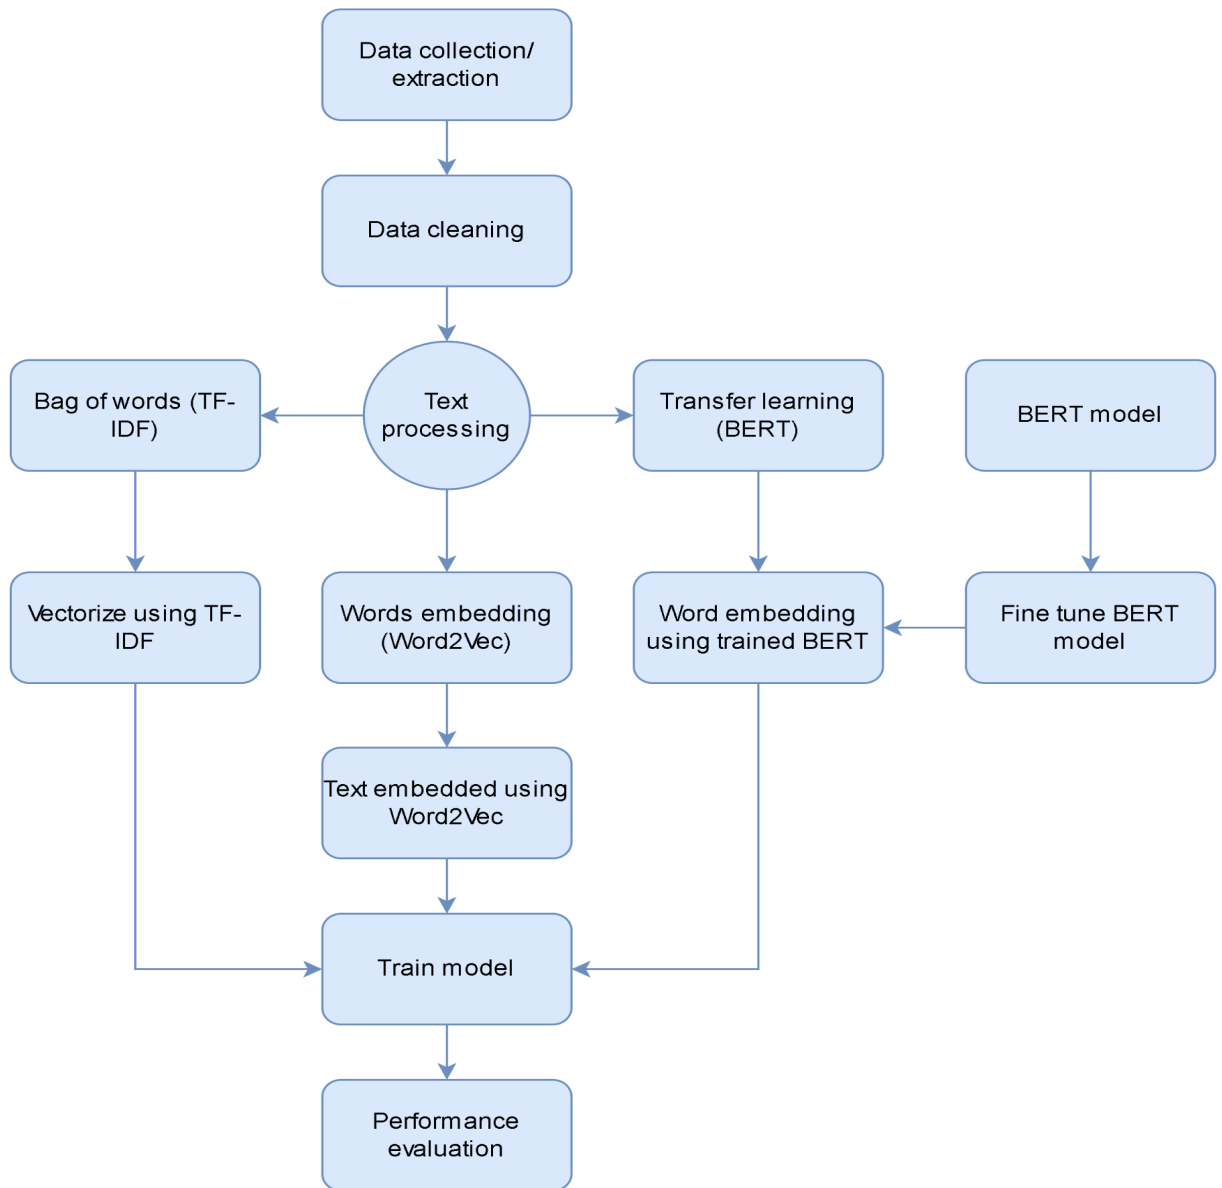 Data collection/
extraction
Data cleaning
Bag of words (TF-
IDF)
Text
processing
Transfer learning
(BERT)
BERT model
Vectorize using TF-
IDF
Words embedding
(Word2Vec)
Word embedding
using trained BERT
Fine tune BERT
model
Text embedded using
Word2Vec
Train model
Performance
evaluation